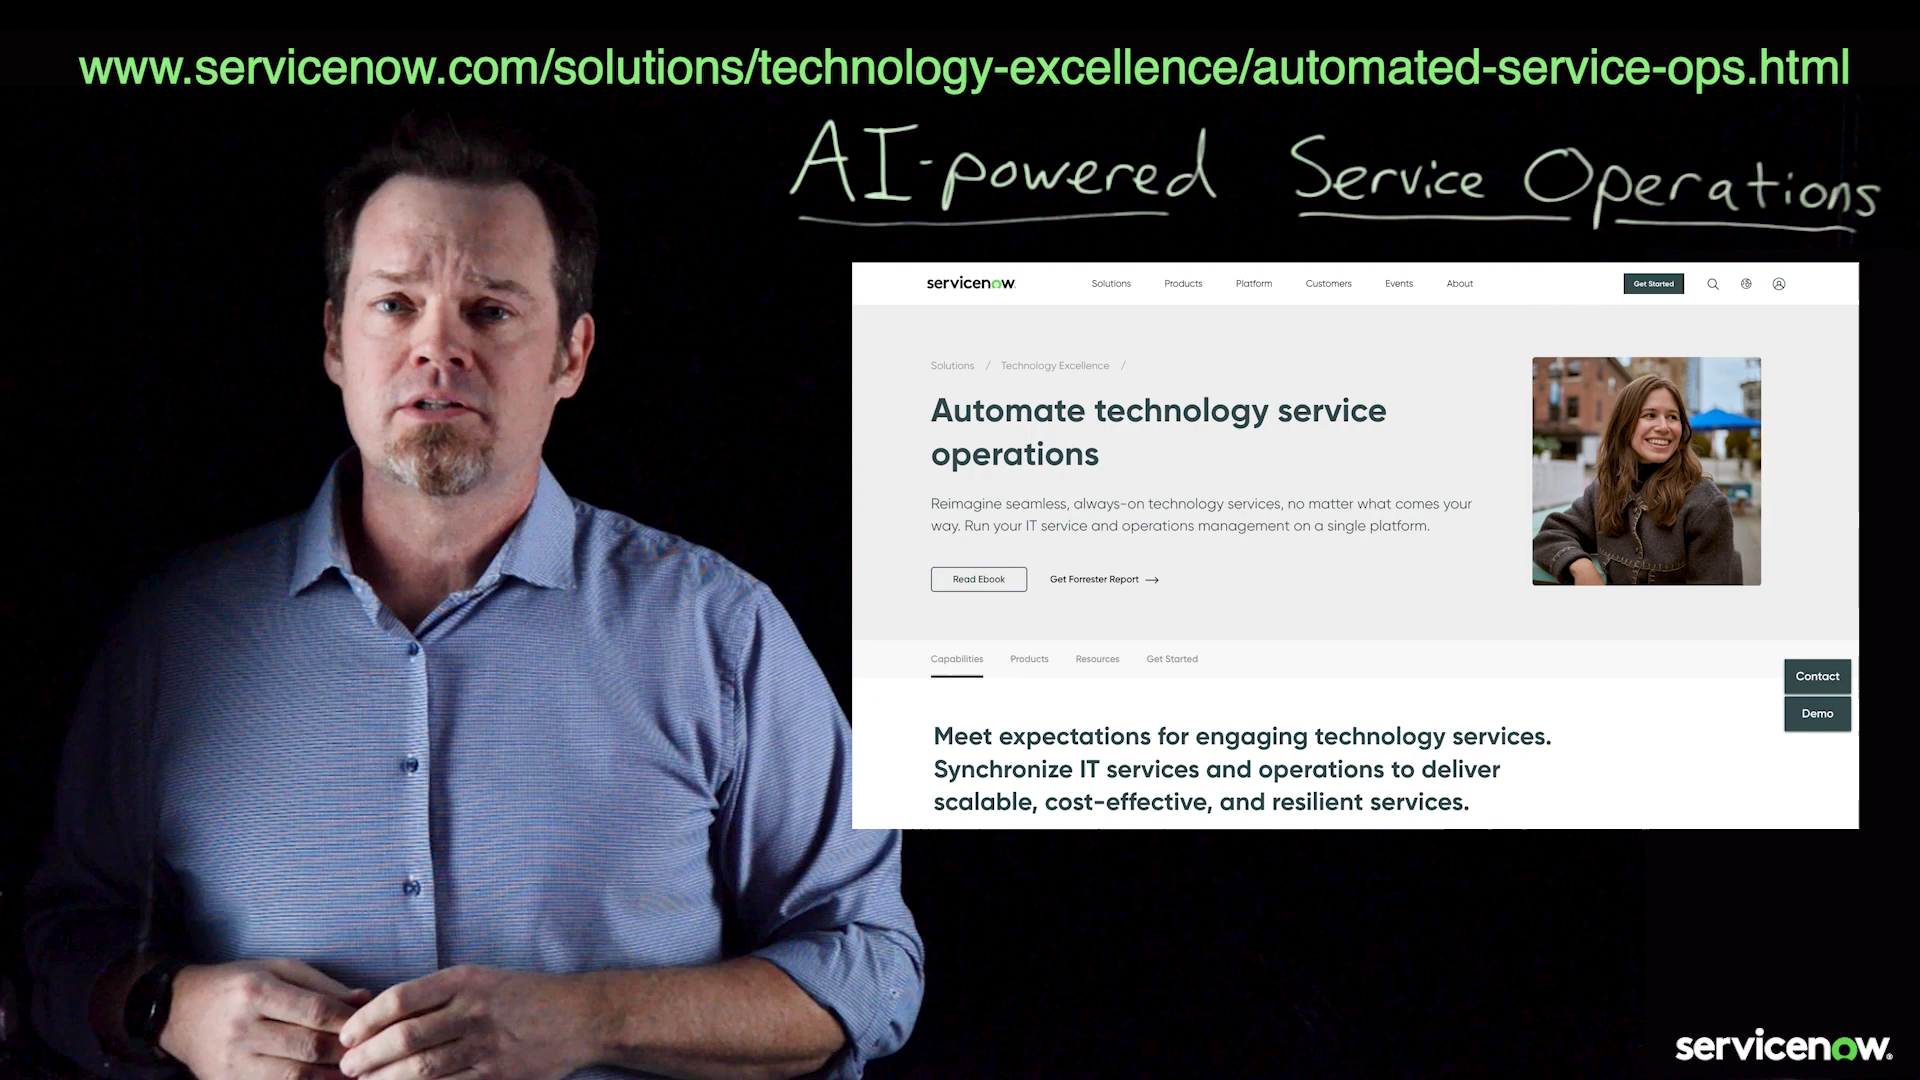 www.servicenow.com/solutions/technology-excellence/automated-service-ops.html
AI-powered Service Operations
servicenow. Solutions Products Platform Customers Events About Get Started
Solutions / Technology Excellence /
Automate technology service
operations
Reimagine seamless, always-on technology services, no matter what comes your
way. Run your IT service and operations management on a single platform.
Read Ebook Get Forrester Report →
Capabilities Products Resources Get Started
Contact
Demo
Meet expectations for engaging technology services.
Synchronize IT services and operations to deliver
scalable, cost-effective, and resilient services.
servicenow®